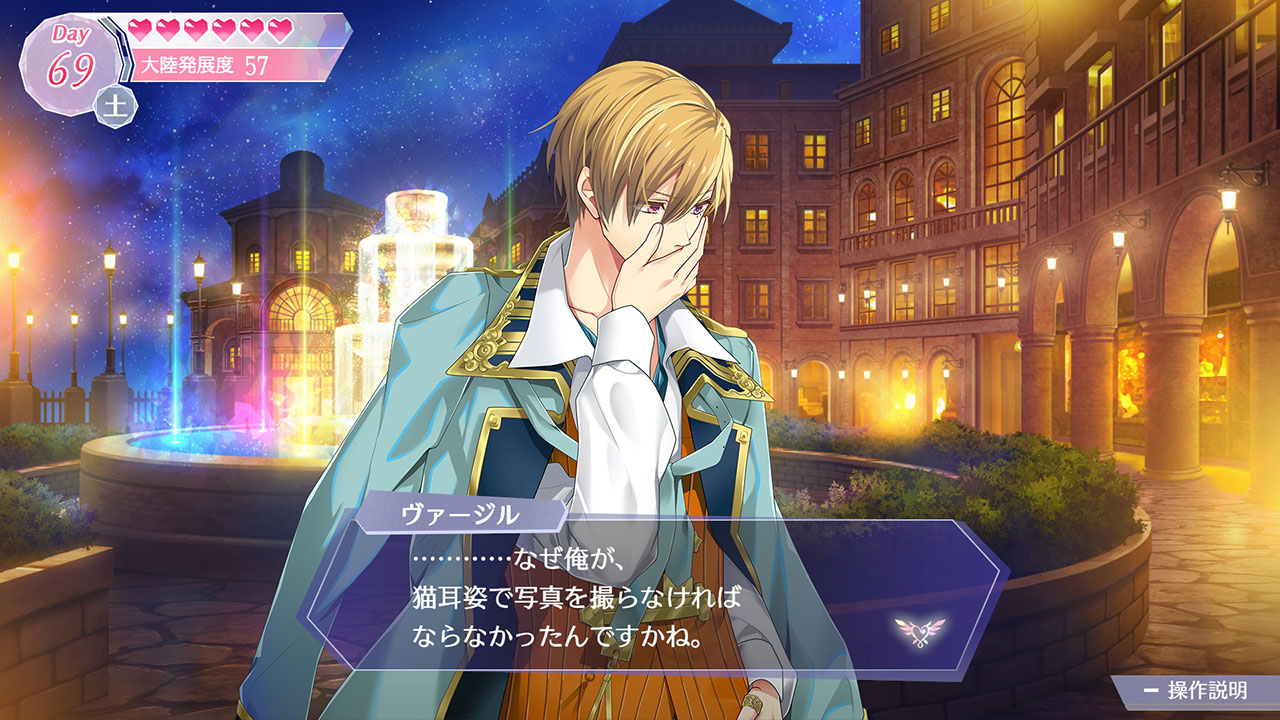 Day
69
土
大陸発展度 57
ヴァージル
…………なぜ俺が、
猫耳姿で写真を撮らなければ
ならなかったんですかね。
ー 操作説明